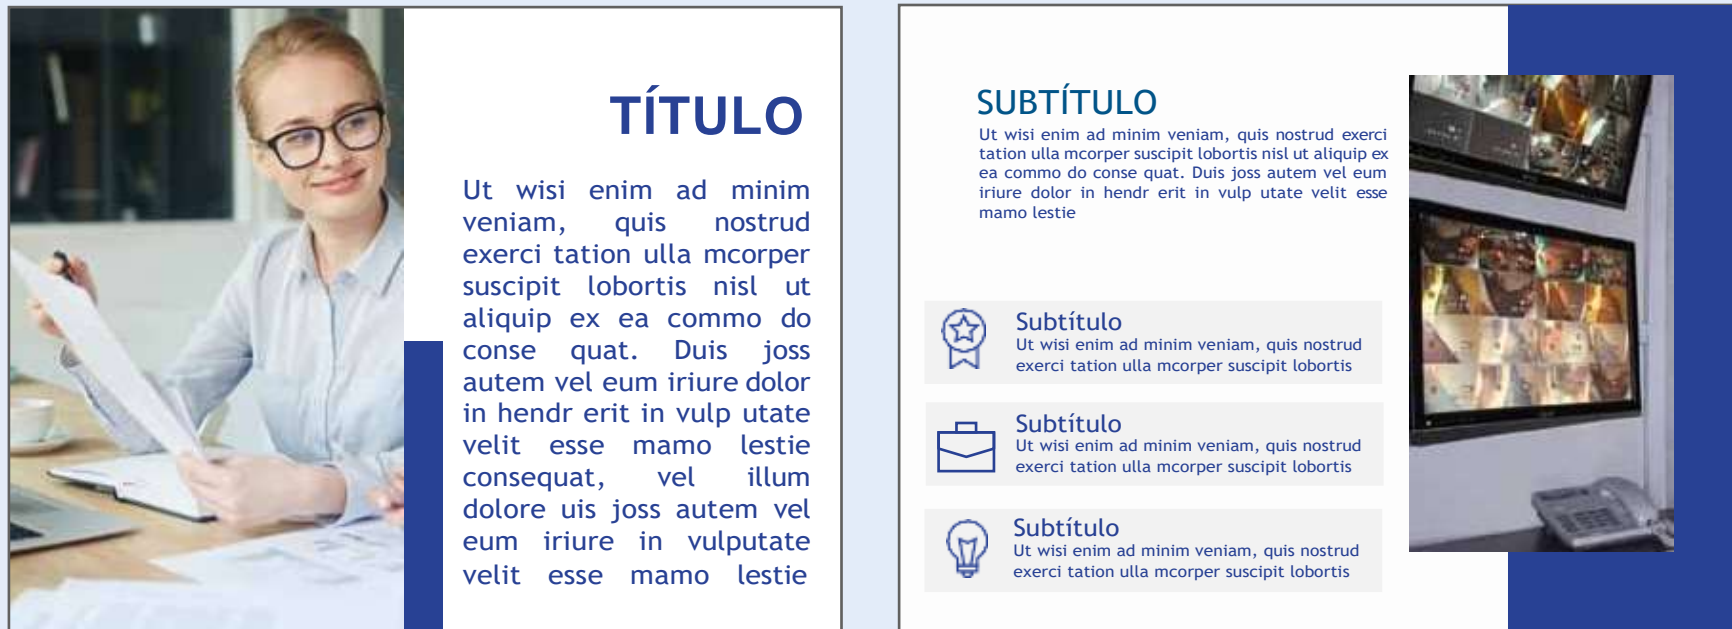 TÍTULO
Ut wisi enim ad minim
veniam, quis nostrud
exerci tation ulla mcorper
suscipit lobortis nisl ut
aliquip ex ea commo do
conse quat. Duis joss
autem vel eum iriure dolor
in hendr erit in vulp utate
velit esse mamo lestie
consequat, vel illum
dolore uis joss autem vel
eum iriure in vulputate
velit esse mamo lestie
SUBTÍTULO
Ut wisi enim ad minim veniam, quis nostrud exerci
tation ulla mcorper suscipit lobortis nisl ut aliquip ex
ea commo do conse quat. Duis joss autem vel eum
iriure dolor in hendr erit in vulp utate velit esse
mamo lestie
Subtítulo
Ut wisi enim ad minim veniam, quis nostrud
exerci tation ulla mcorper suscipit lobortis
Subtítulo
Ut wisi enim ad minim veniam, quis nostrud
exerci tation ulla mcorper suscipit lobortis
Subtítulo
Ut wisi enim ad minim veniam, quis nostrud
exerci tation ulla mcorper suscipit lobortis